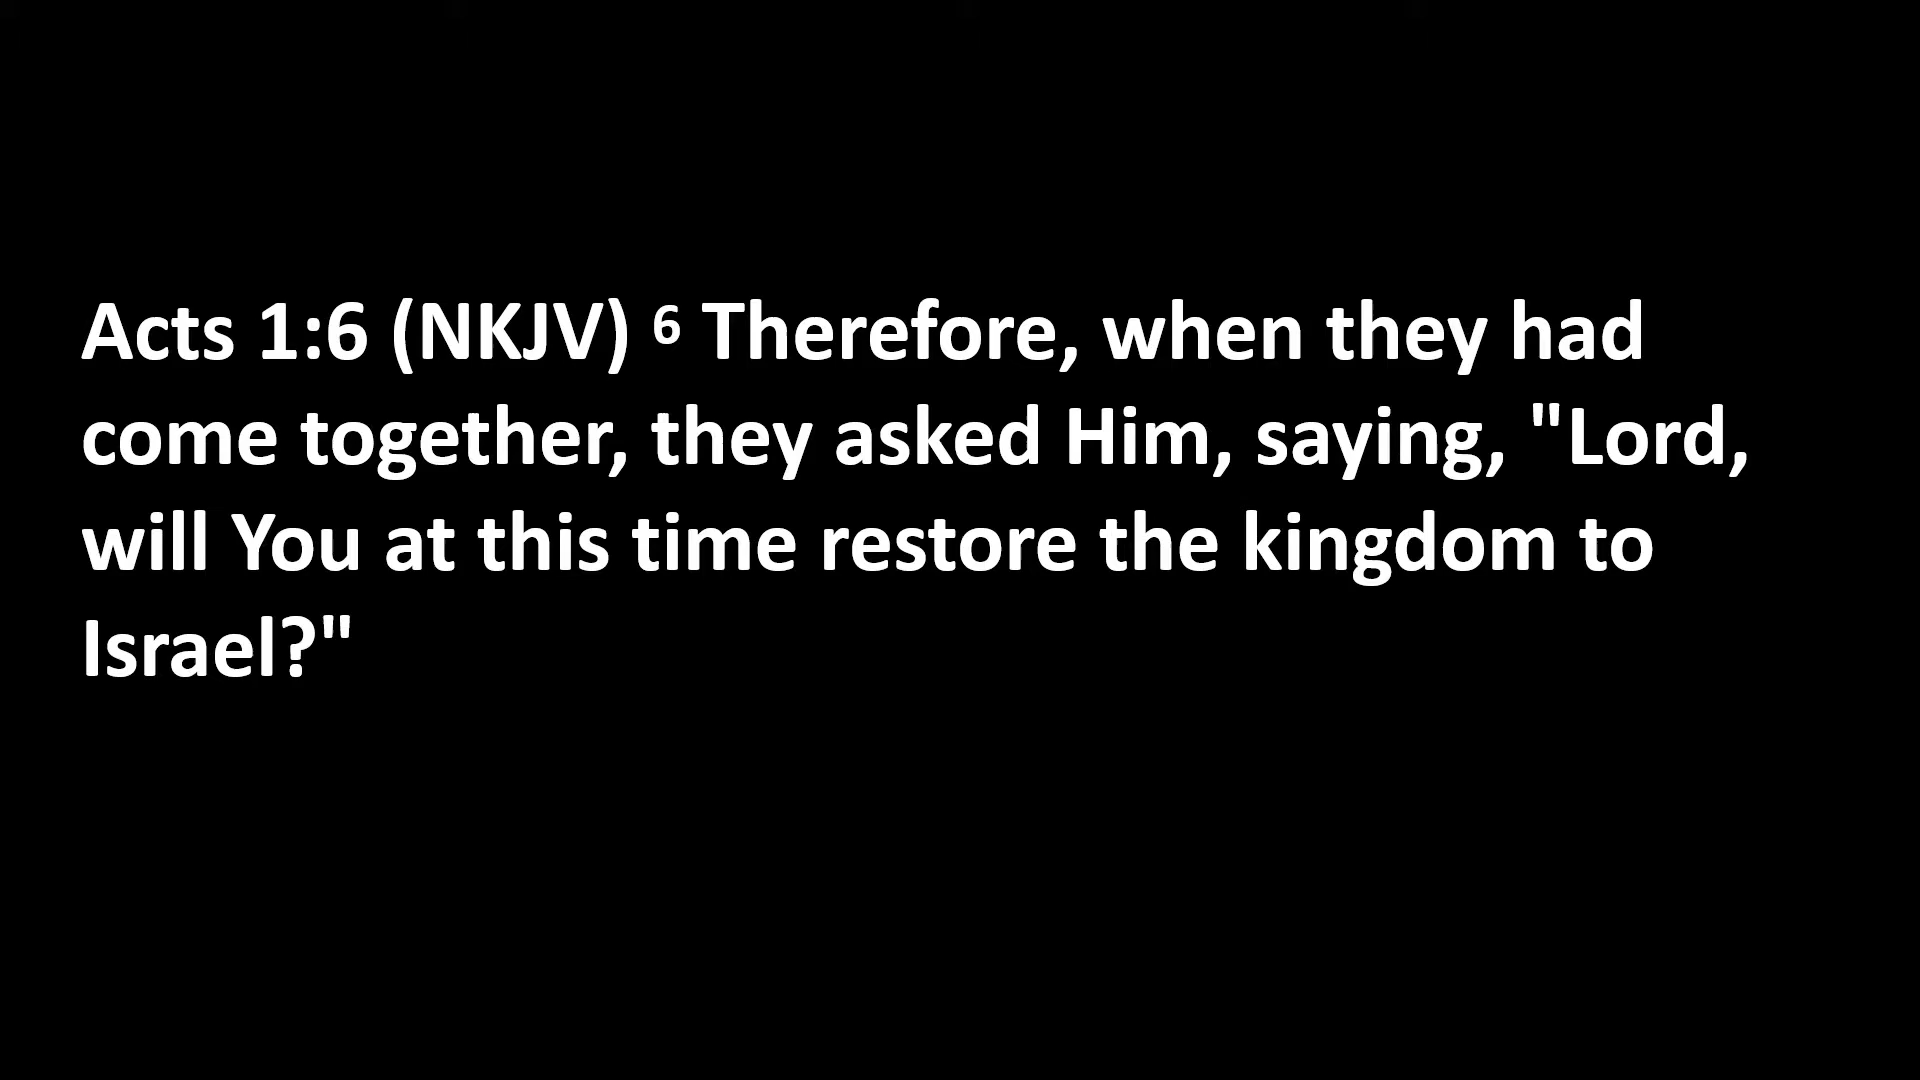 Acts 1:6 (NKJV) 6 Therefore, when they had
come together, they asked Him, saying, "Lord,
will You at this time restore the kingdom to
Israel?"